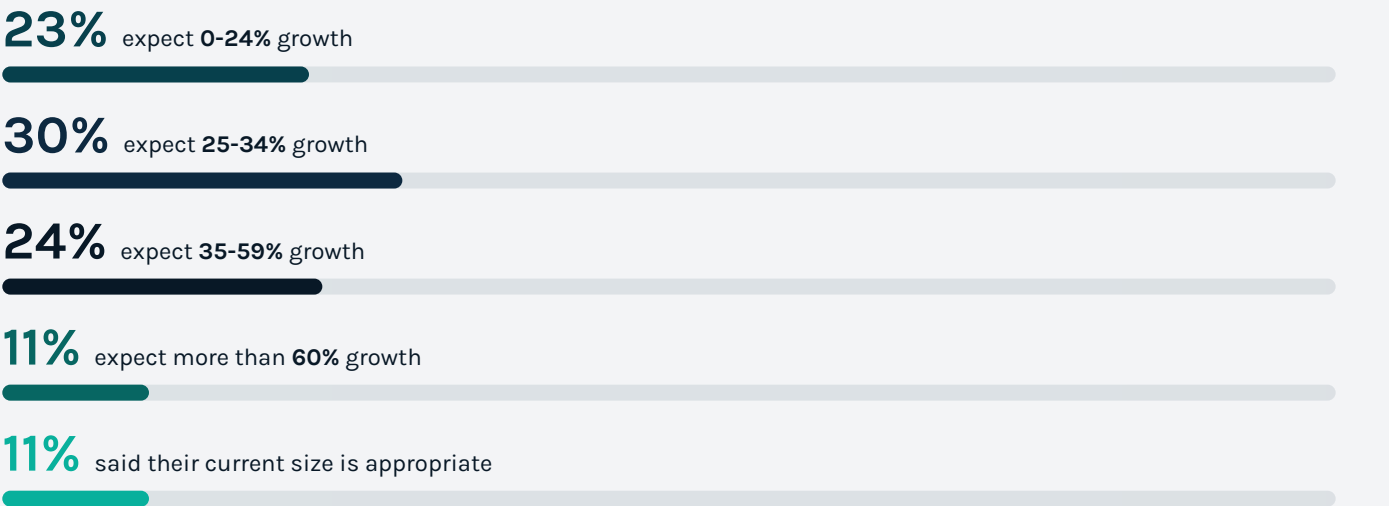 23% expect 0-24% growth
30% expect 25-34% growth
24% expect 35-59% growth
11% expect more than 60% growth
11% said their current size is appropriate